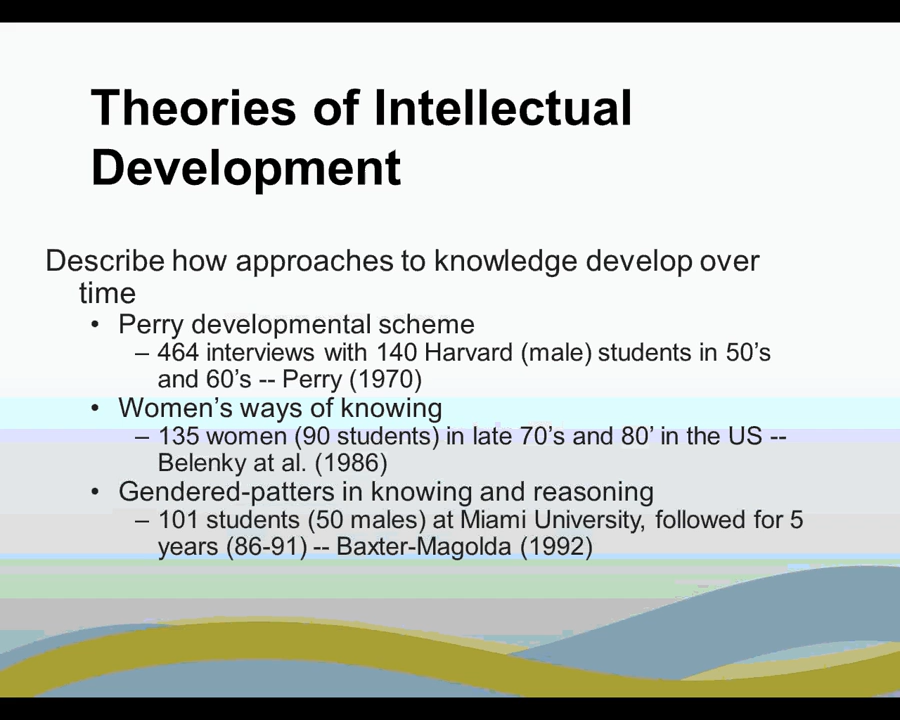 Theories of Intellectual
Development
Describe how approaches to knowledge develop over
time
• Perry developmental scheme
– 464 interviews with 140 Harvard (male) students in 50's
and 60's -- Perry (1970)
• Women's ways of knowing
– 135 women (90 students) in late 70's and 80' in the US --
Belenky at al. (1986)
• Gendered-patters in knowing and reasoning
– 101 students (50 males) at Miami University, followed for 5
years (86-91) -- Baxter-Magolda (1992)